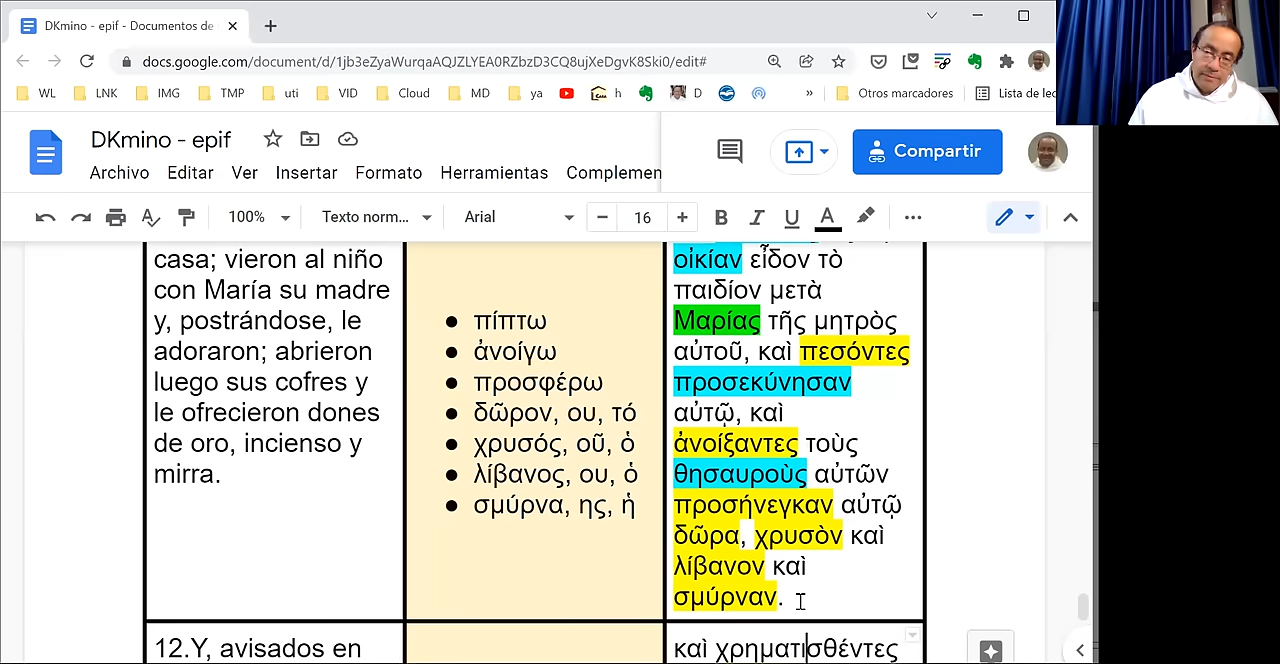 DKmino - epif - Documentos de
docs.google.com/document/d/1jb3eZyaWurqaAQJZLYEA0RZbzD3CQ8ujXeDgvK8Ski0/edit#
WL LNK IMG TMP uti VID Cloud MD ya h D » Otros marcadores Lista de lec
DKmino - epif
Archivo Editar Ver Insertar Formato Herramientas Complemen
Compartir
100% Texto norm... Arial 16 B I U A
casa; vieron al niño
con María su madre
y, postrándose, le
adoraron; abrieron
luego sus cofres y
le ofrecieron dones
de oro, incienso y
mirra.
● πίπτω
● ἀνοίγω
● προσφέρω
● δῶρον, ου, τό
● χρυσός, οῦ, ὁ
● λίβανος, ου, ὁ
● σμύρνα, ης, ἡ
οἰκίαν εἶδον τὸ
παιδίον μετὰ
Μαρίας τῆς μητρὸς
αὐτοῦ, καὶ πεσόντες
προσεκύνησαν
αὐτῷ, καὶ
ἀνοίξαντες τοὺς
θησαυροὺς αὐτῶν
προσήνεγκαν αὐτῷ
δῶρα, χρυσὸν καὶ
λίβανον καὶ
σμύρναν.
12.Y, avisados en
καὶ χρηματισθέντες